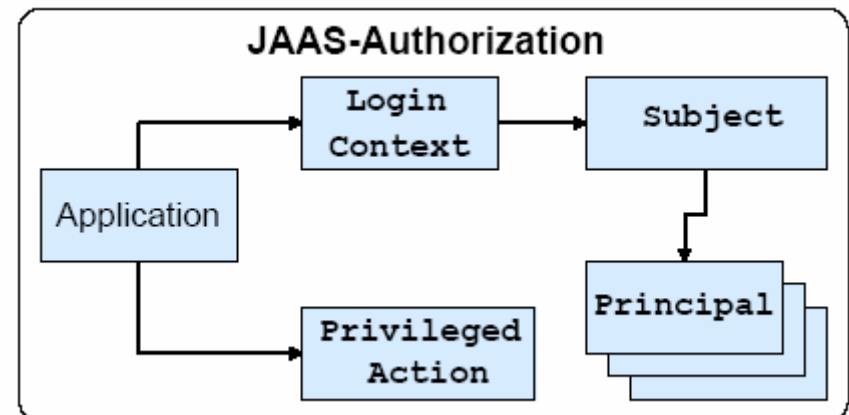 JAAS-Authorization
Login
Context
Subject
Application
Principal
Privileged
Action